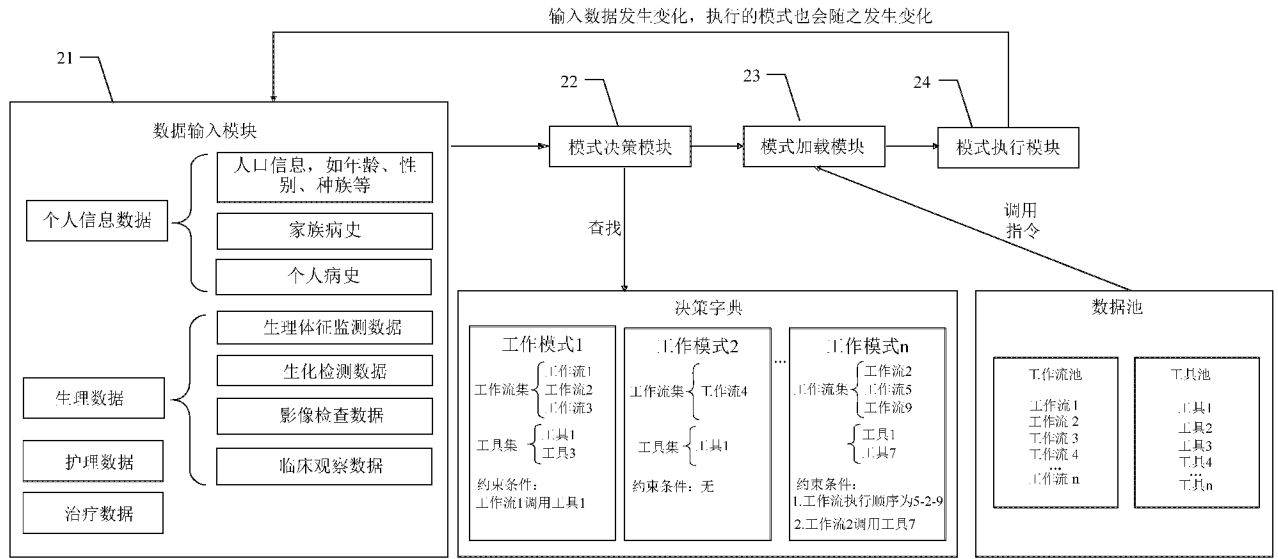 输入数据发生变化，执行的模式也会随之发生变化
21
22
23
24
数据输入模块
模式决策模块
模式加载模块
模式执行模块
个人信息数据
人口信息，如年龄、性
别、种族等
家族病史
个人病史
生理数据
生理体征监测数据
生化检测数据
影像检查数据
临床观察数据
护理数据
治疗数据
查找
调用
指令
决策字典
工作模式1
工作流集
工作流1
工作流2
工作流3
工具集
工具1
工具3
约束条件：
工作流1调用工具1
工作模式2
工作流集
工作流4
工具集
工具1
约束条件：无
...
工作模式n
工作流集
工作流2
工作流5
工作流9
工具1
工具7
约束条件：
1.工作流执行顺序为5-2-9
2.工作流2调用工具7
数据池
工作流池
工作流1
工作流 2
工作流 3
工作流 4
...
工作流 n
工具池
工具1
工具2
工具3
工具4
...
工具n